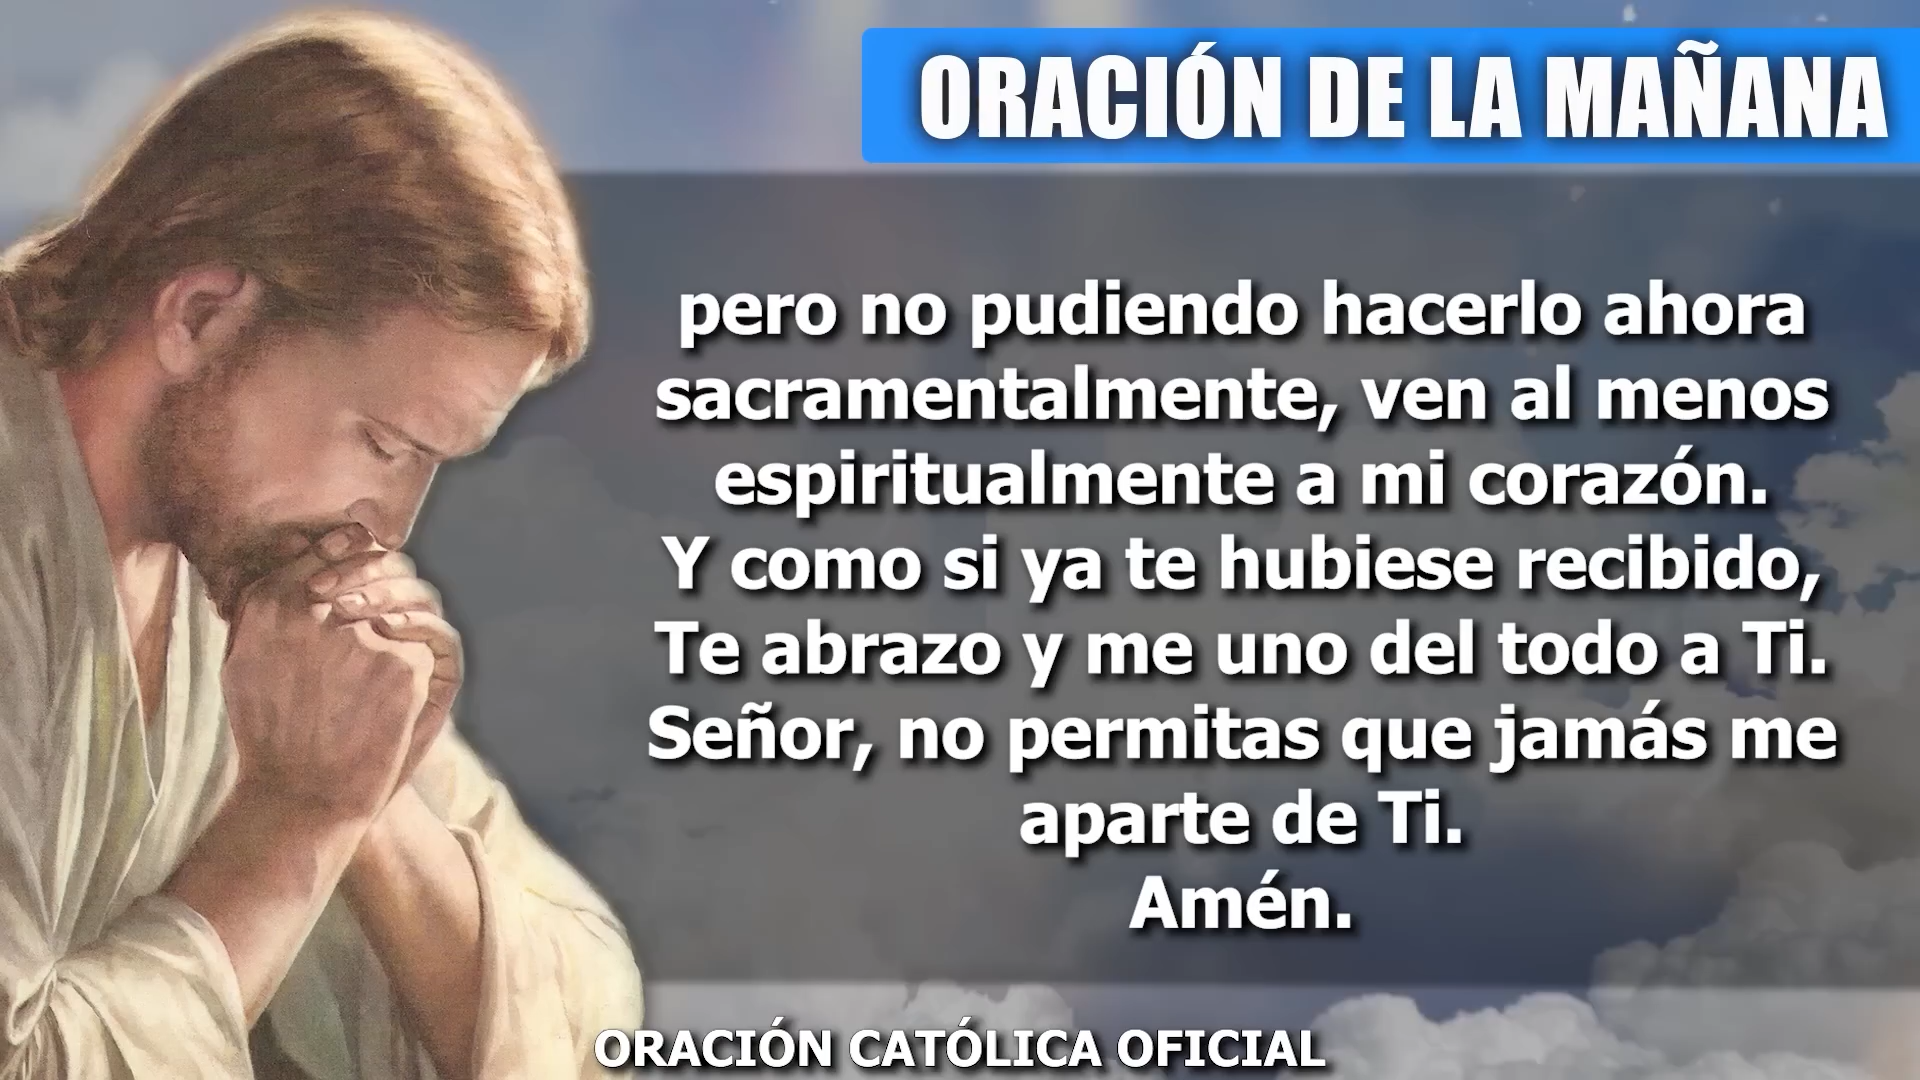 ORACIÓN DE LA MAÑANA
pero no pudiendo hacerlo ahora
sacramentalmente, ven al menos
espiritualmente a mi corazón.
Y como si ya te hubiese recibido,
Te abrazo y me uno del todo a Ti.
Señor, no permitas que jamás me
aparte de Ti.
Amén.
ORACIÓN CATÓLICA OFICIAL